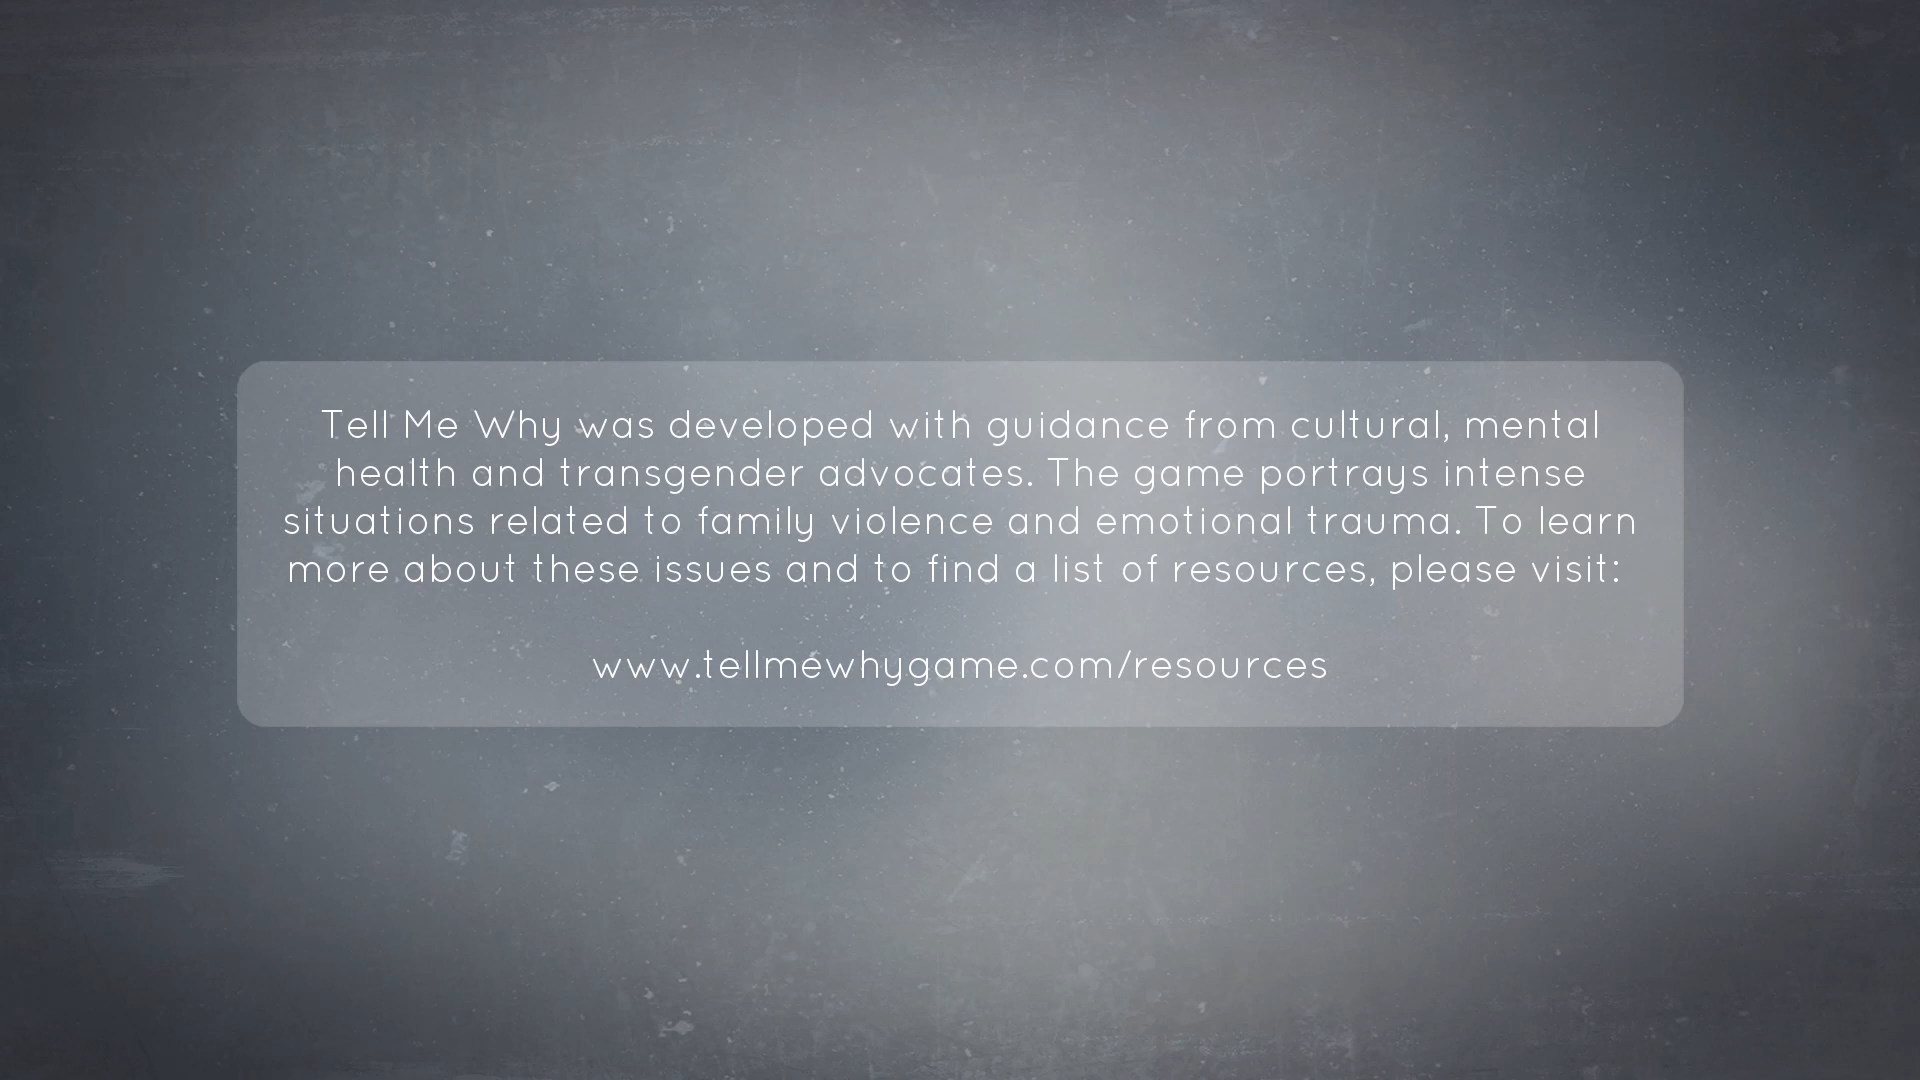 Tell Me Why was developed with guidance from cultural, mental
health and transgender advocates. The game portrays intense
situations related to family violence and emotional trauma. To learn
more about these issues and to find a list of resources, please visit:
www.tellmewhygame.com/resources